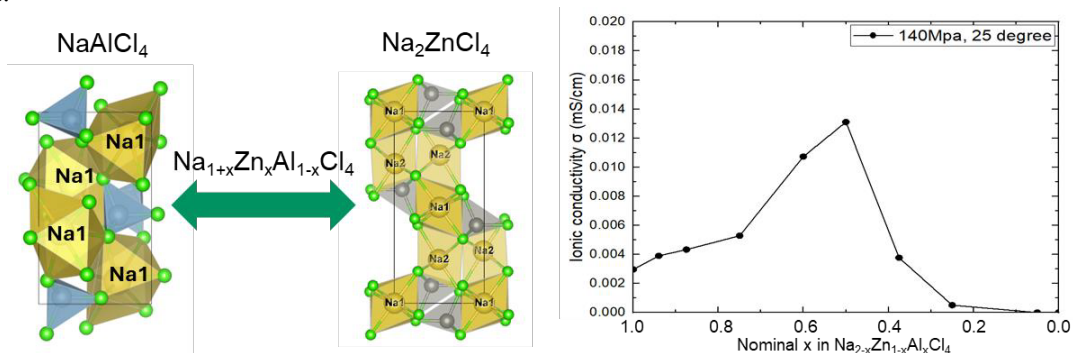 NaAlCl₄
Na₂ZnCl₄
Na₁₊ₓZnₓAl₁₋ₓCl₄
Na1
Na1
Na1
Na1
Na1
Na1
Na2
Na2
Na1
Na2
Na2
Na1
Na1
140Mpa, 25 degree
Ionic conductivity σ (mS/cm)
0.020
0.018
0.016
0.014
0.012
0.010
0.008
0.006
0.004
0.002
0.000
1.0
0.8
0.6
0.4
0.2
0.0
Nominal x in Na₂₋ₓZn₁₋ₓAlₓCl₄